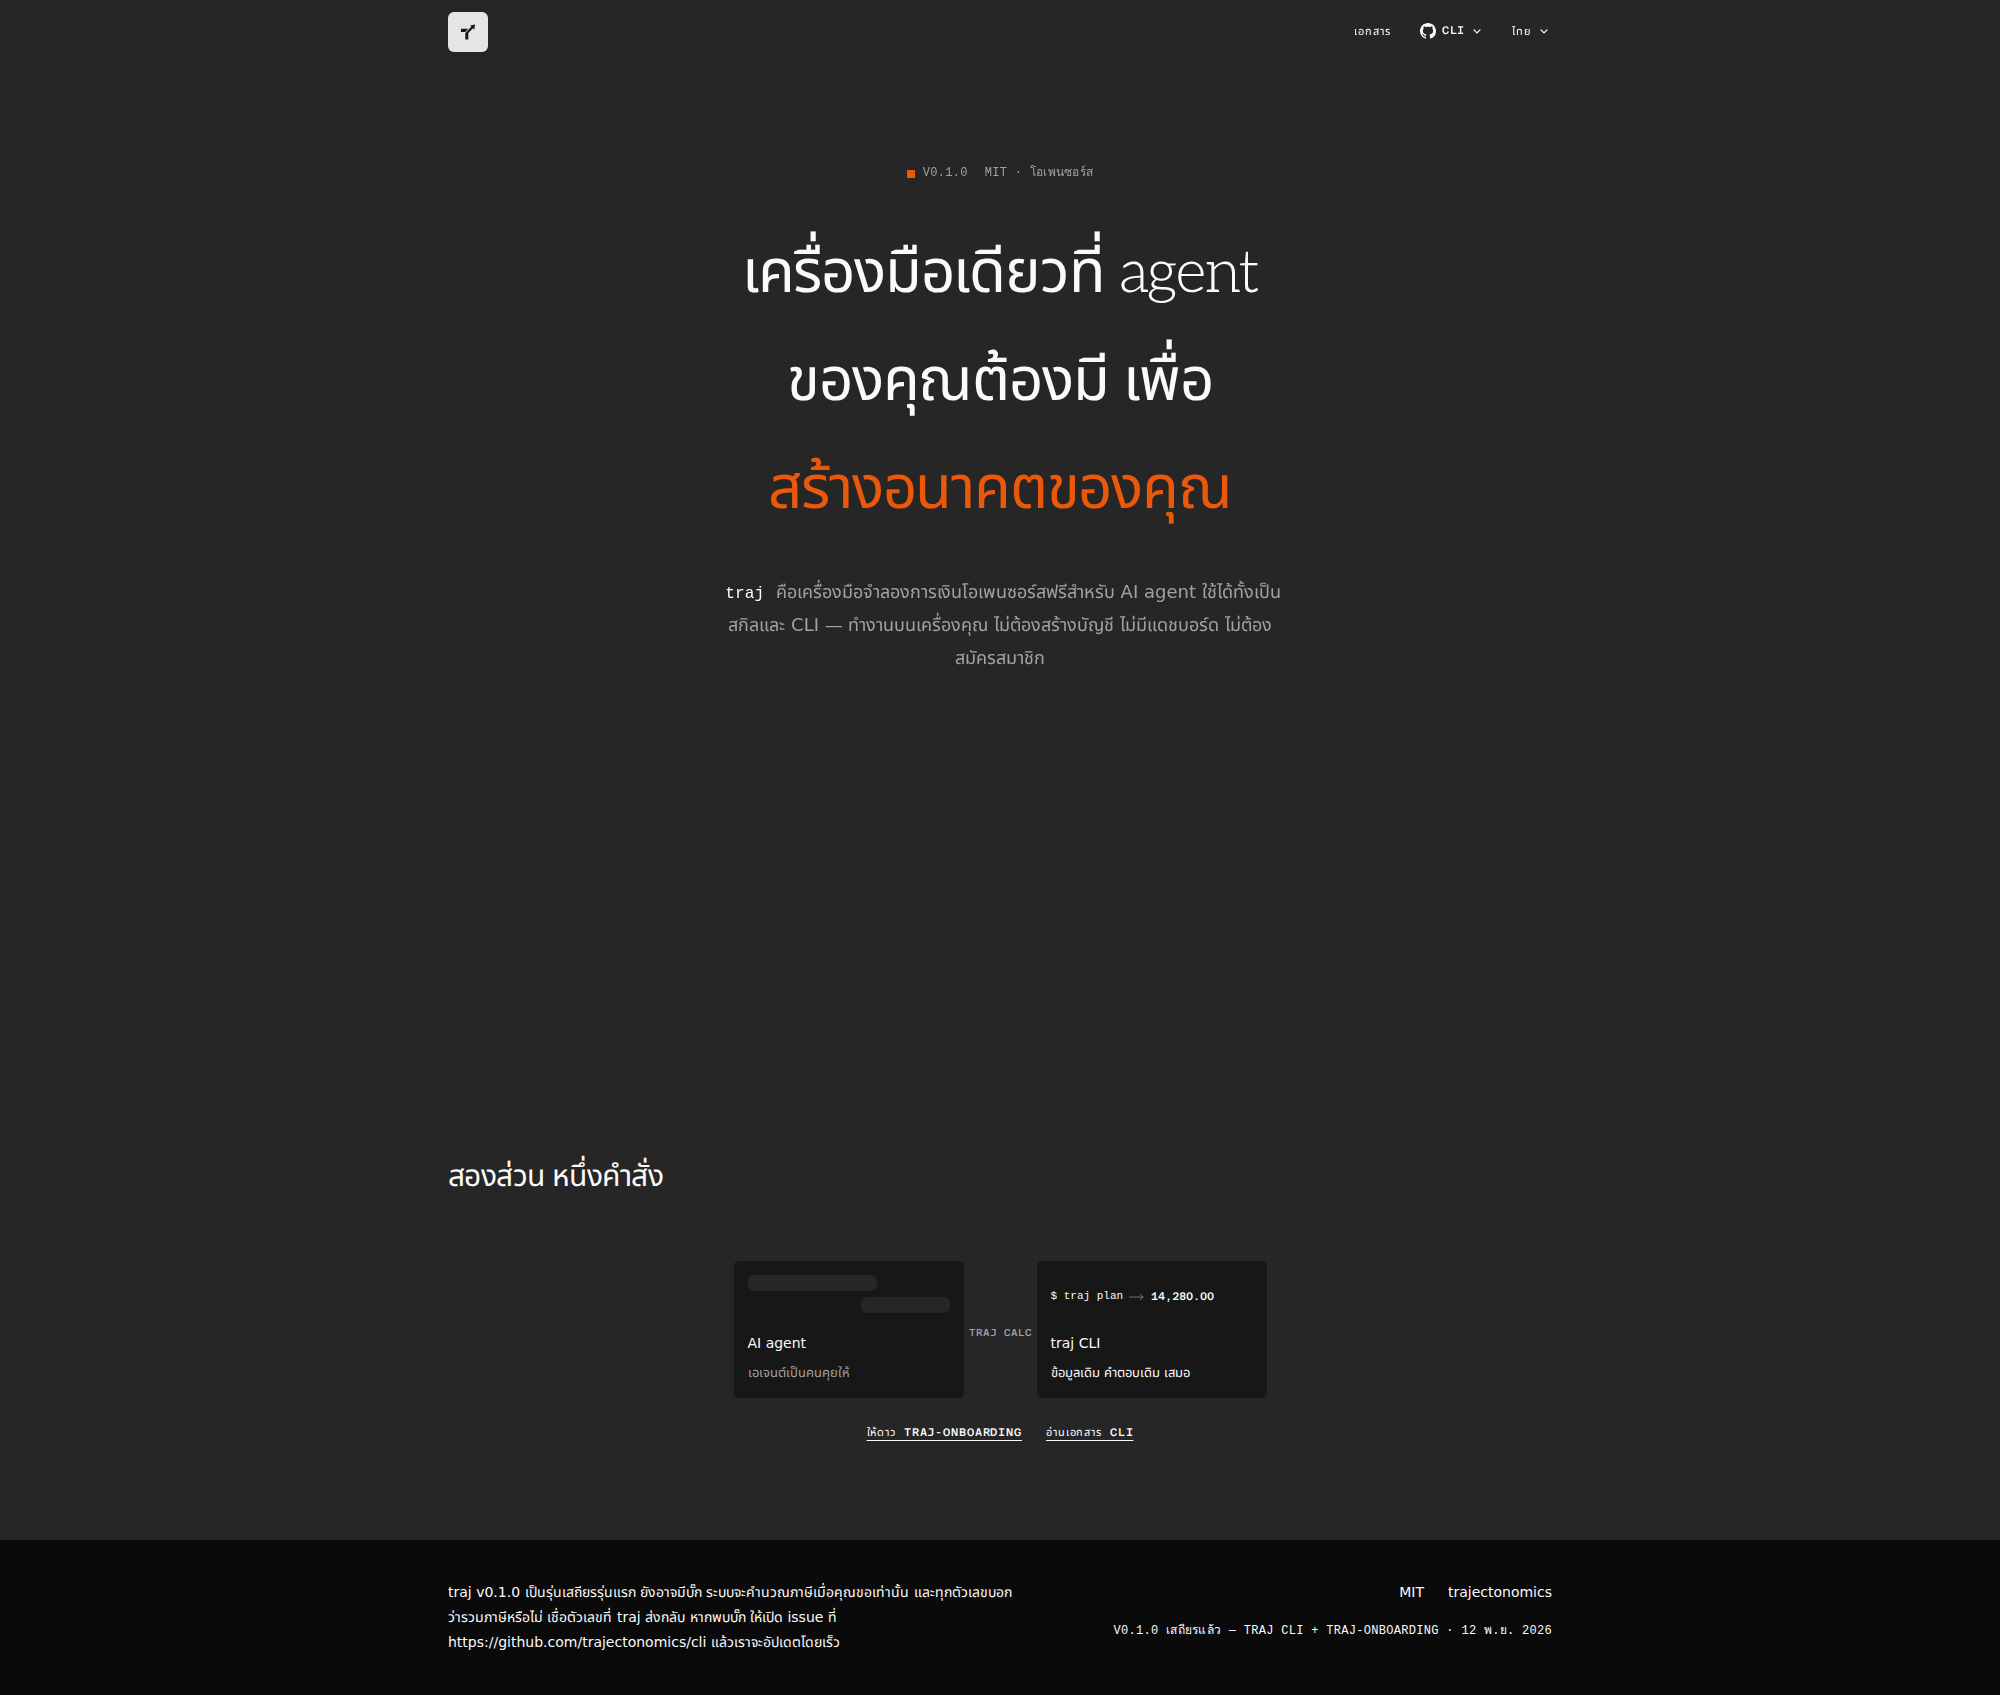 เอกสาร CLI ไทย
V0.1.0 MIT · โอเพนซอร์ส
เครื่องมือเดียวที่ agent
ของคุณต้องมี เพื่อ
สร้างอนาคตของคุณ
traj คือเครื่องมือจำลองการเงินโอเพนซอร์สฟรีสำหรับ AI agent ใช้ได้ทั้งเป็น
สกิลและ CLI — ทำงานบนเครื่องคุณ ไม่ต้องสร้างบัญชี ไม่มีแดชบอร์ด ไม่ต้อง
สมัครสมาชิก
สองส่วน หนึ่งคำสั่ง
AI agent
เอเจนต์เป็นคนคุยให้
TRAJ CALC
$ traj plan → 14,280.00
traj CLI
ข้อมูลเดิม คำตอบเดิม เสมอ
ให้ดาว TRAJ-ONBOARDING อ่านเอกสาร CLI
traj v0.1.0 เป็นรุ่นเสถียรรุ่นแรก ยังอาจมีบั๊ก ระบบจะคำนวณภาษีเมื่อคุณขอเท่านั้น และทุกตัวเลขบอก
ว่ารวมภาษีหรือไม่ เชื่อตัวเลขที่ traj ส่งกลับ หากพบบั๊ก ให้เปิด issue ที่
https://github.com/trajectonomics/cli แล้วเราจะอัปเดตโดยเร็ว
MIT trajectonomics
V0.1.0 เสถียรแล้ว — TRAJ CLI + TRAJ-ONBOARDING · 12 พ.ย. 2026